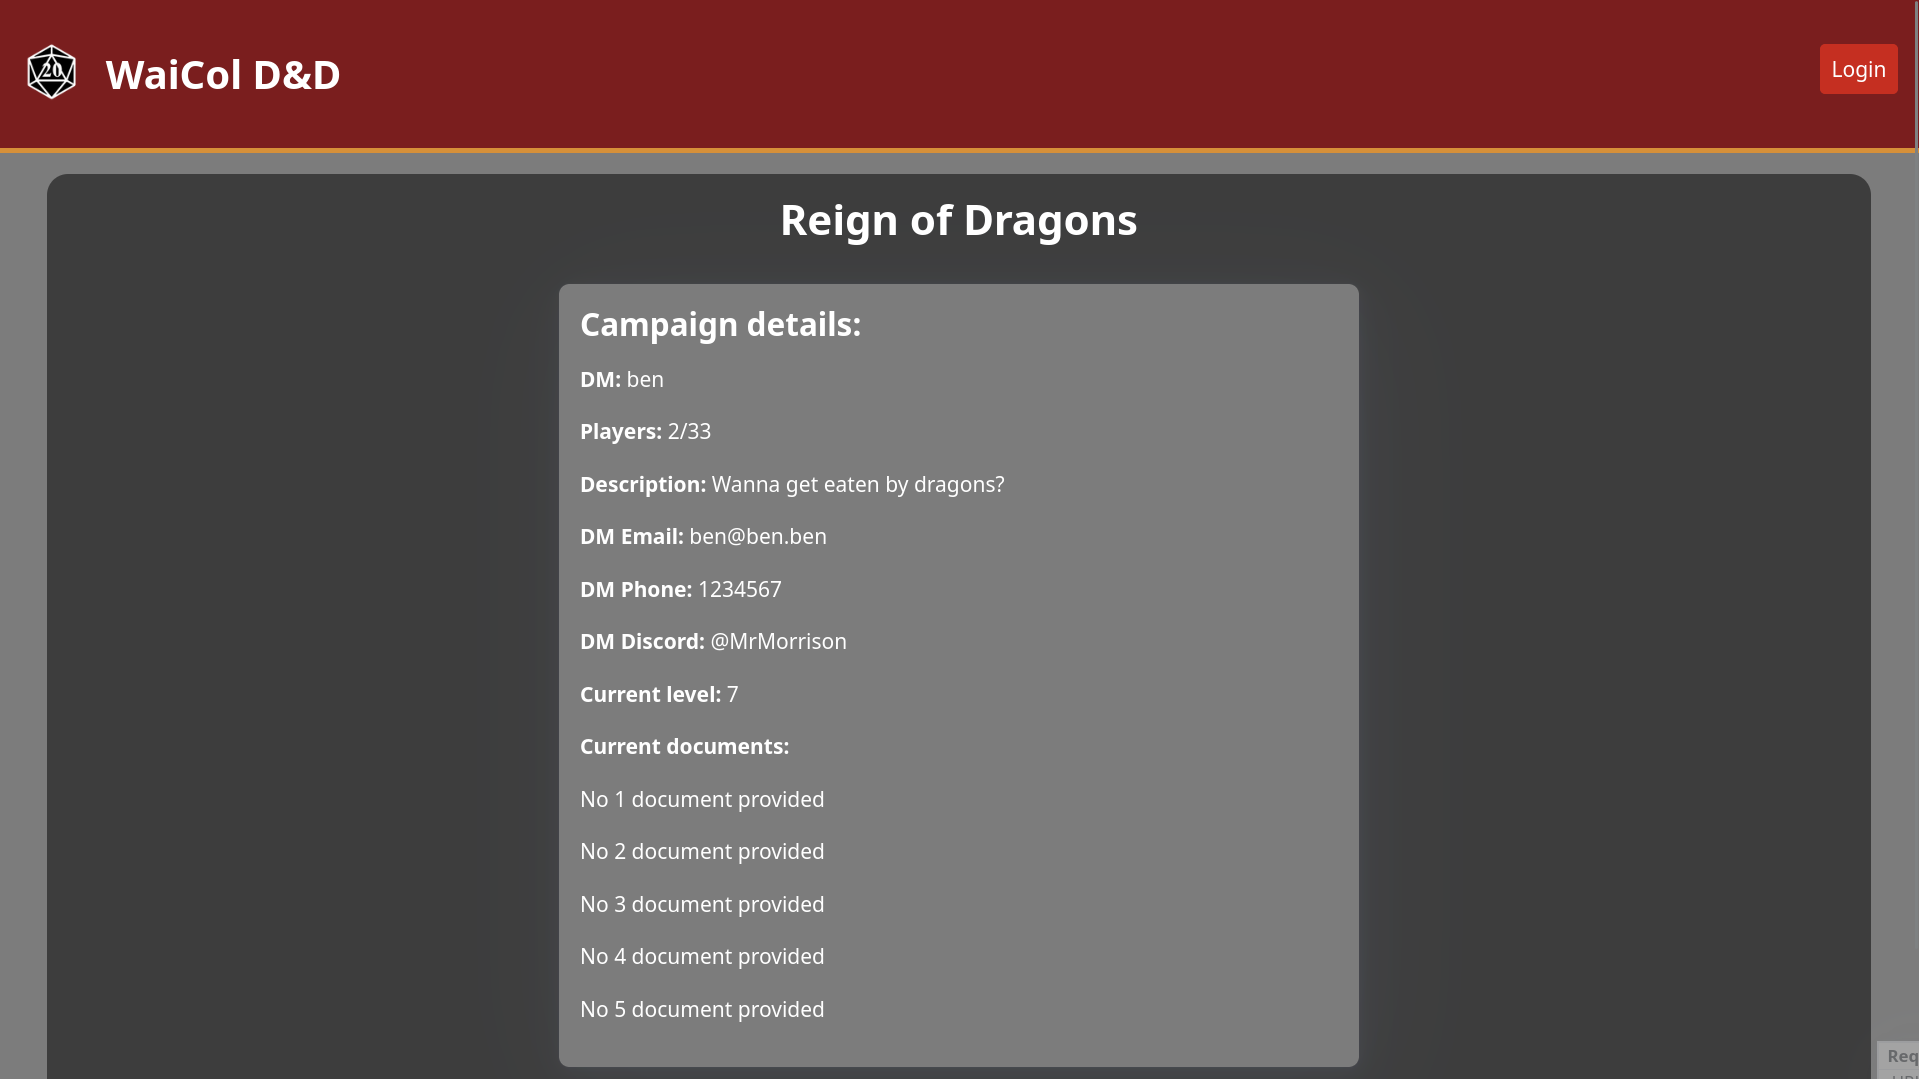 20
WaiCol D&D
Login
Reign of Dragons
Campaign details:
DM: ben
Players: 2/33
Description: Wanna get eaten by dragons?
DM Email: ben@ben.ben
DM Phone: 1234567
DM Discord: @MrMorrison
Current level: 7
Current documents:
No 1 document provided
No 2 document provided
No 3 document provided
No 4 document provided
No 5 document provided
Req